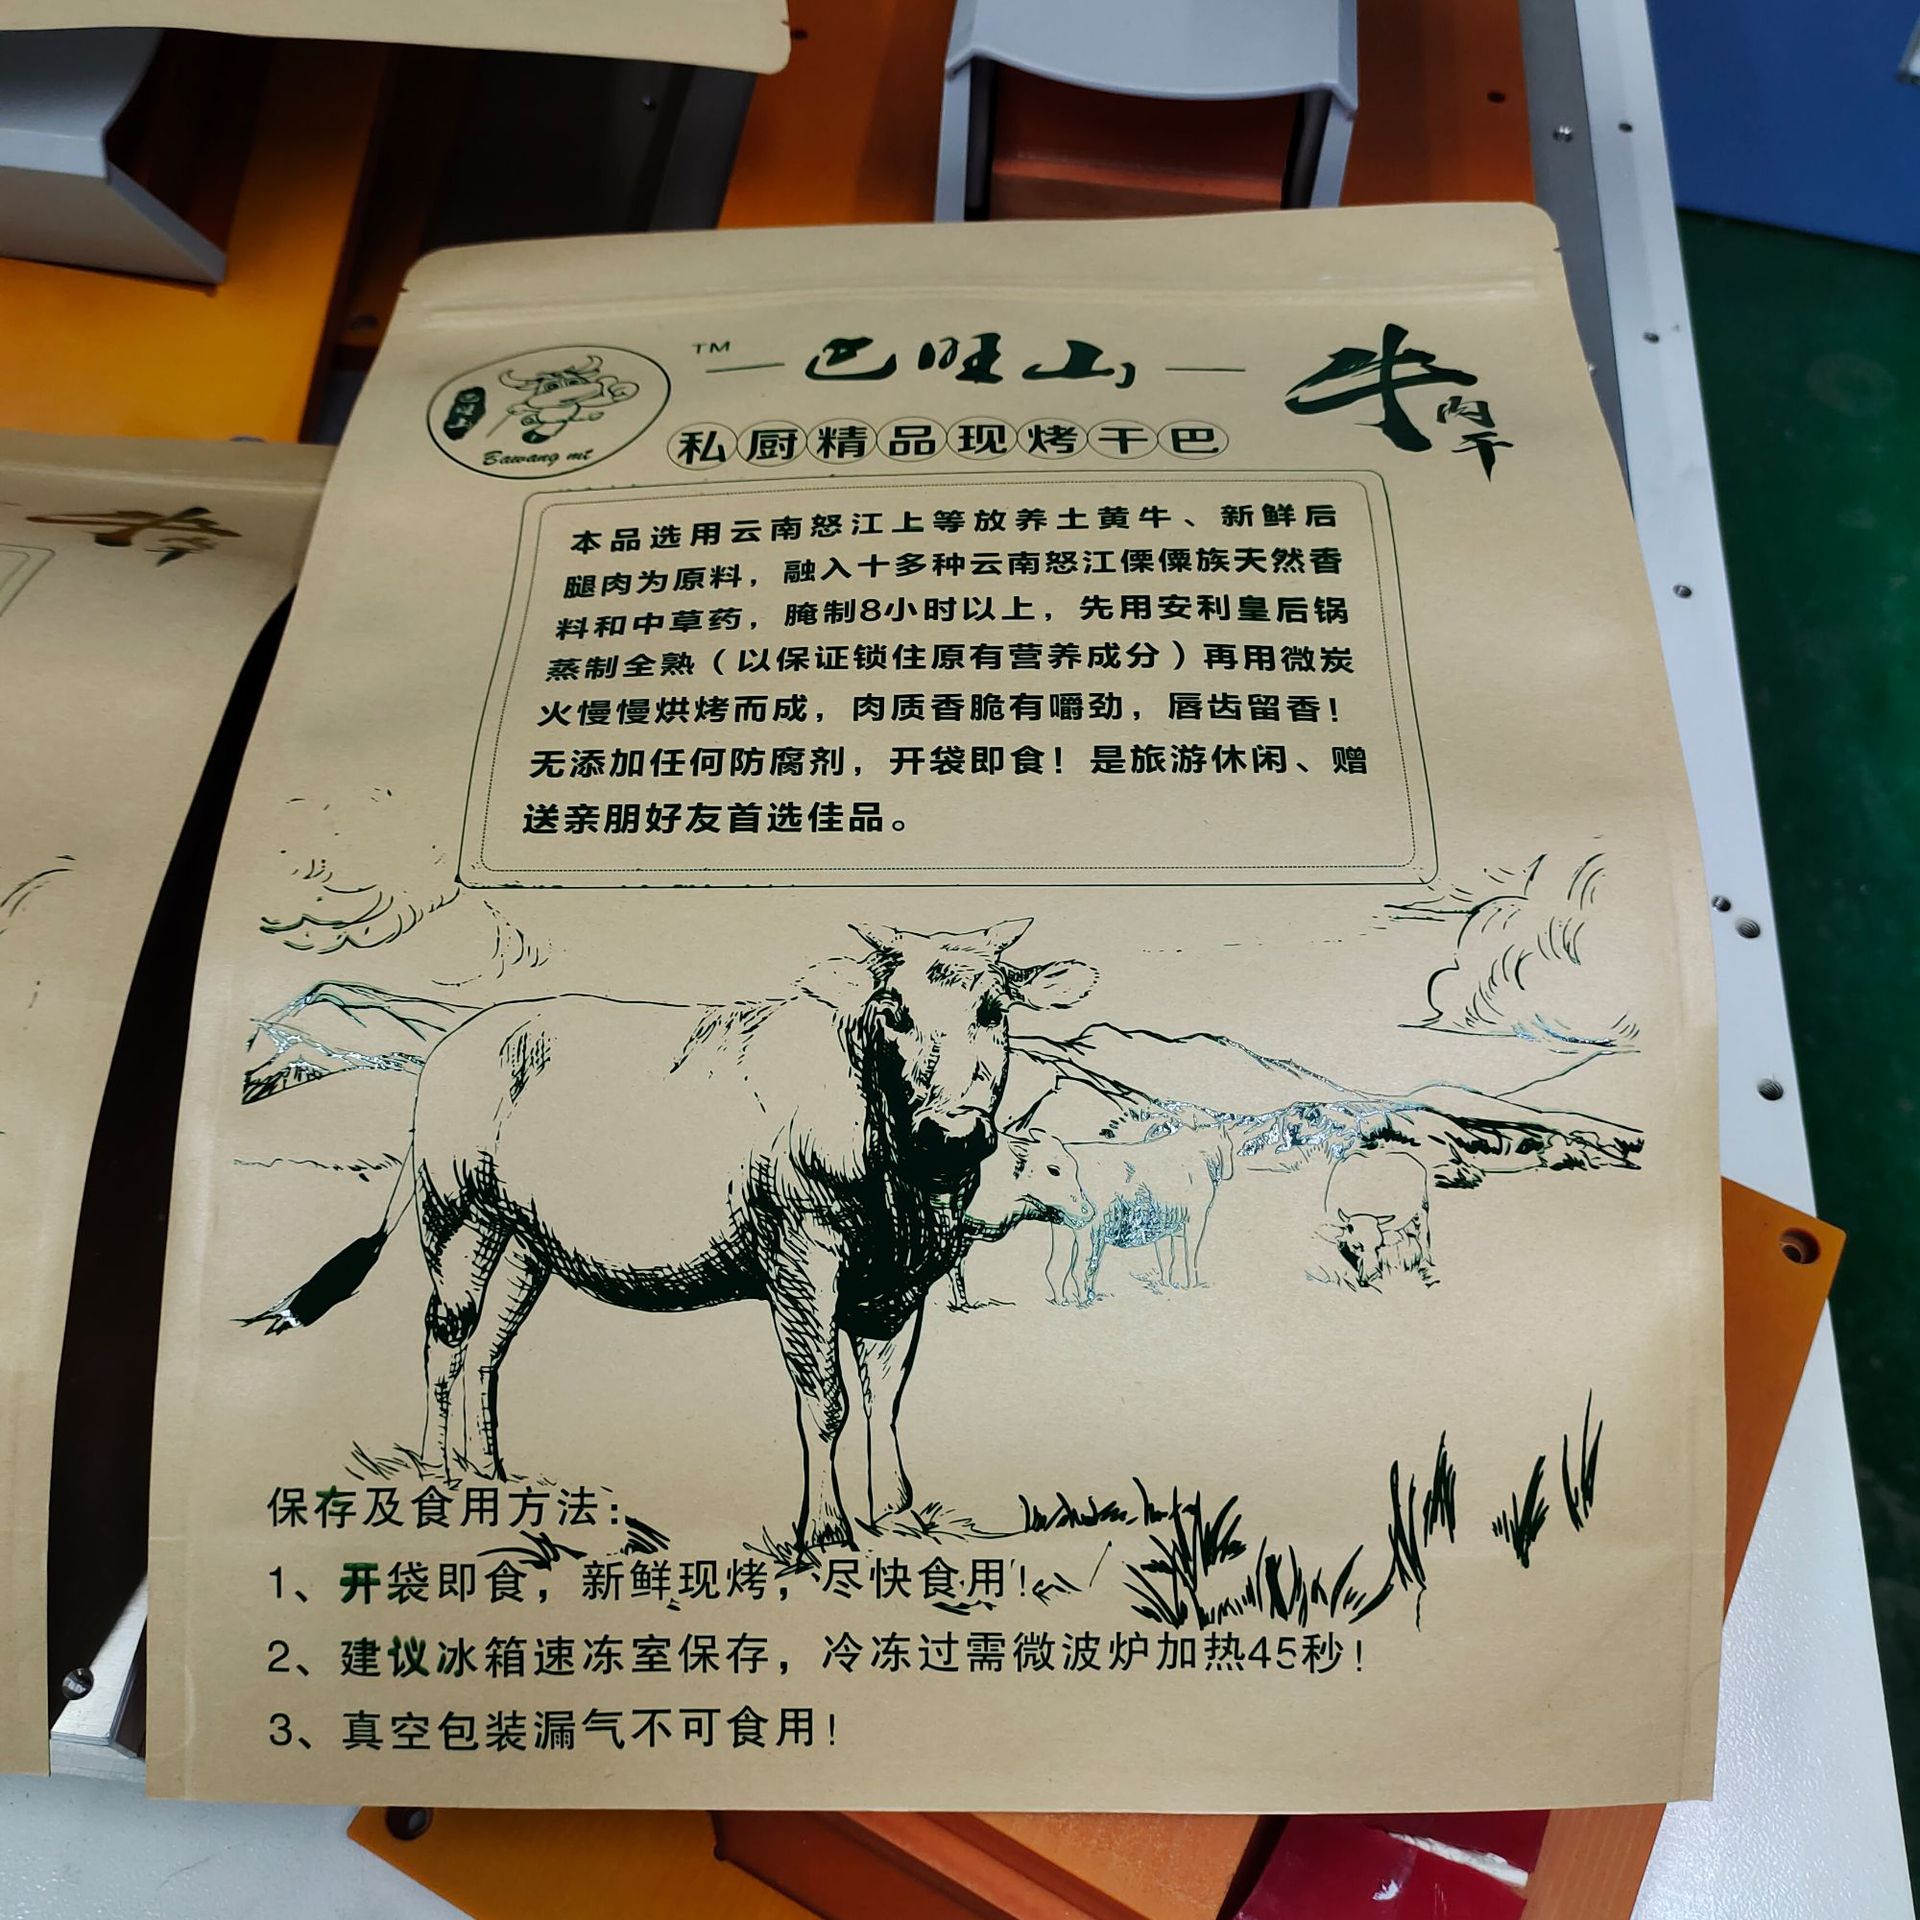 TM
巴旺山
牛肉干
Bawang mt
私厨精品现烤干巴
本品选用云南怒江上等放养土黄牛、新鲜后
腿肉为原料，融入十多种云南怒江傈僳族天然香
料和中草药，腌制8小时以上，先用安利皇后锅
蒸制全熟（以保证锁住原有营养成分）再用微炭
火慢慢烘烤而成，肉质香脆有嚼劲，唇齿留香！
无添加任何防腐剂，开袋即食！是旅游休闲、赠
送亲朋好友首选佳品。
保存及食用方法：
1、开袋即食，新鲜现烤，尽快食用！
2、建议冰箱速冻室保存，冷冻过需微波炉加热45秒！
3、真空包装漏气不可食用！